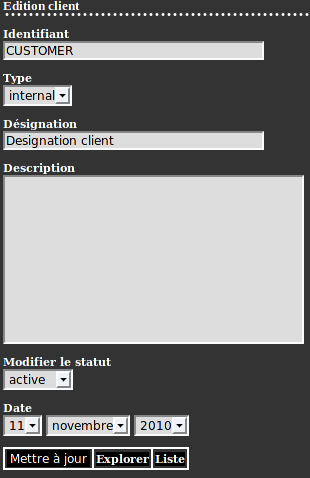 Edition client
Identifiant
CUSTOMER
Type
internal
Désignation
Designation client
Description
Modifier le statut
active
Date
11 novembre 2010
Mettre à jour Explorer Liste